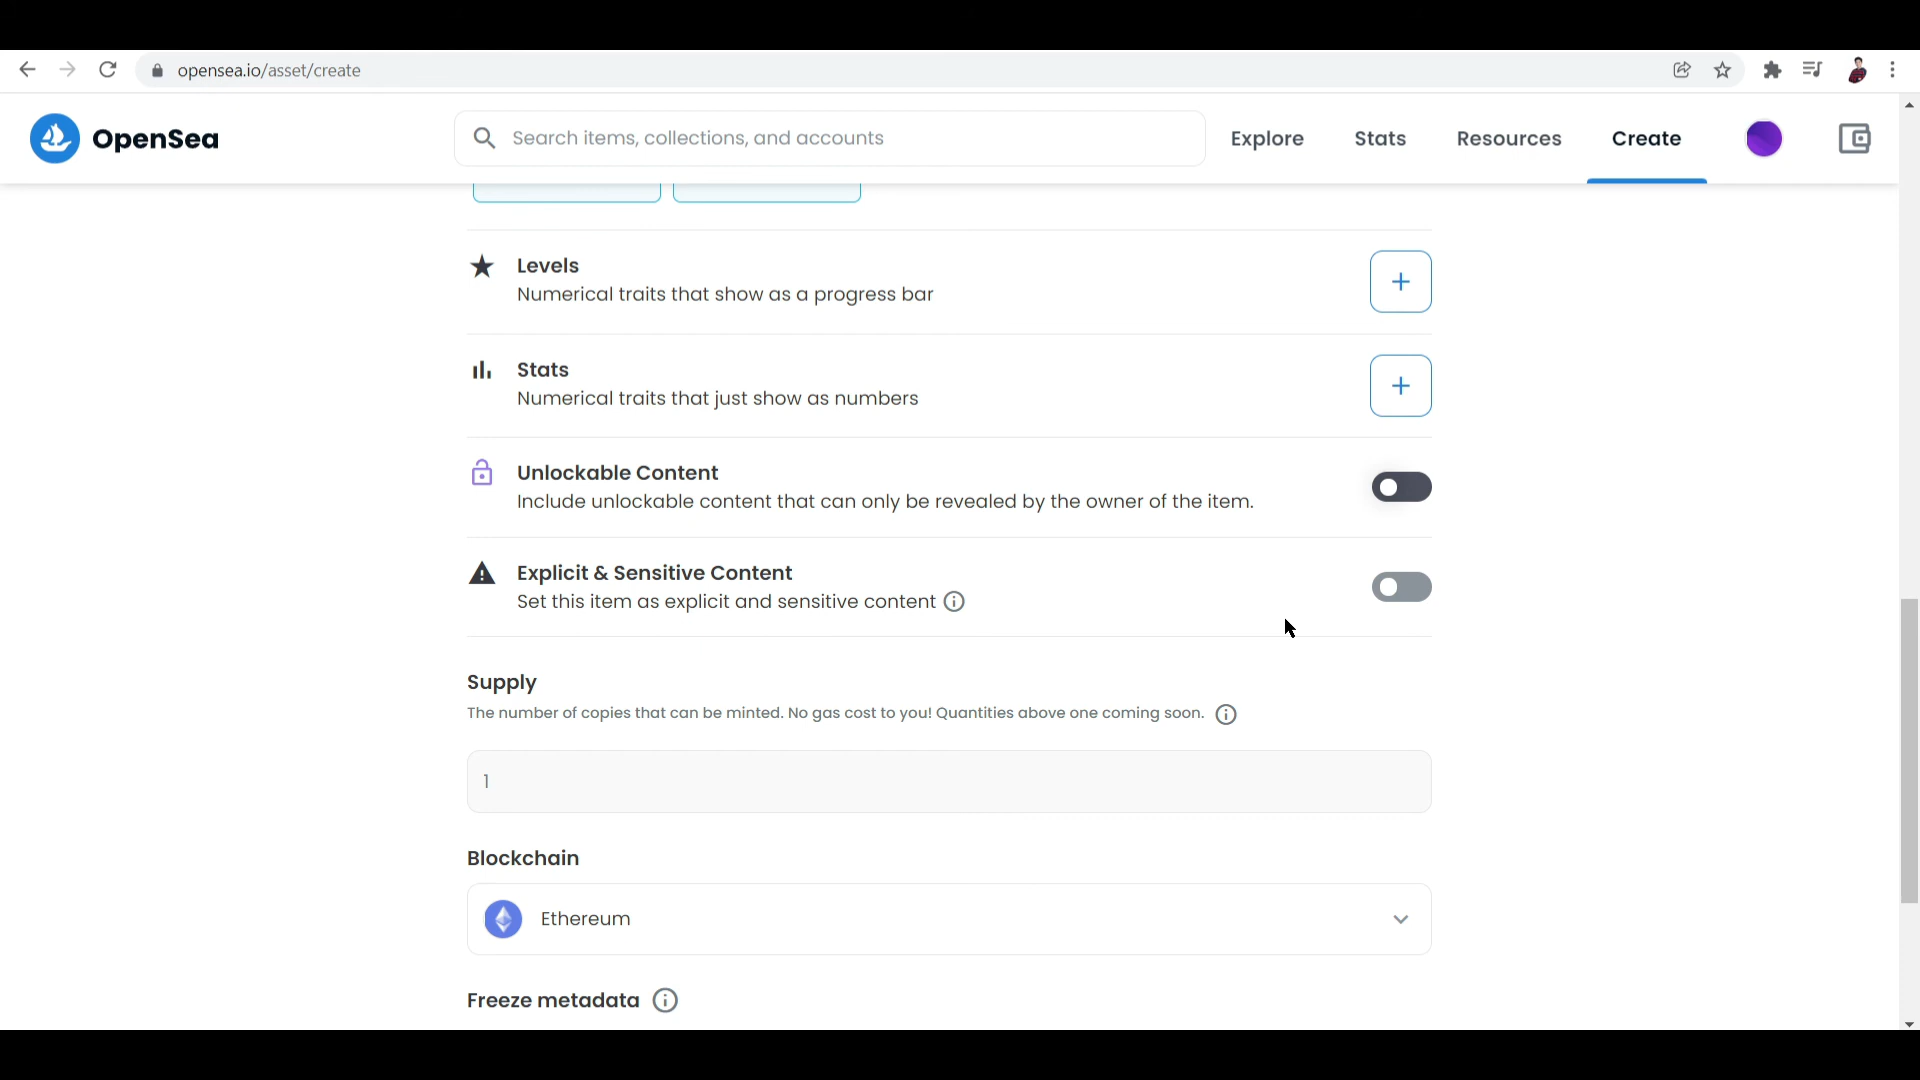 opensea.io/asset/create
OpenSea
Search items, collections, and accounts
Explore
Stats
Resources
Create
Levels
Numerical traits that show as a progress bar
Stats
Numerical traits that just show as numbers
Unlockable Content
Include unlockable content that can only be revealed by the owner of the item.
Explicit & Sensitive Content
Set this item as explicit and sensitive content
Supply
The number of copies that can be minted. No gas cost to you! Quantities above one coming soon.
1
Blockchain
Ethereum
Freeze metadata